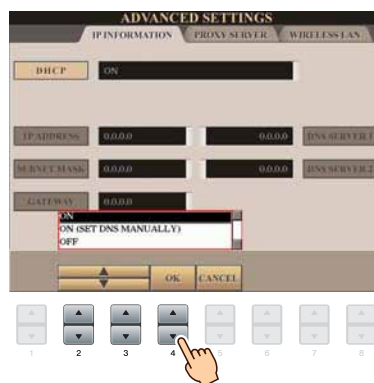 ADVANCED SETTINGS
IP INFORMATION PROXY SERVER WIRELESS LAN
DHCP ON
IP ADDRESS 0.0.0.0 0.0.0.0 DNS SERVER 1
SUBNET MASK 0.0.0.0 0.0.0.0 DNS SERVER 2
GATEWAY 0.0.0.0
ON
ON (SET DNS MANUALLY)
OFF
OK CANCEL
1 2 3 4 5 6 7 8